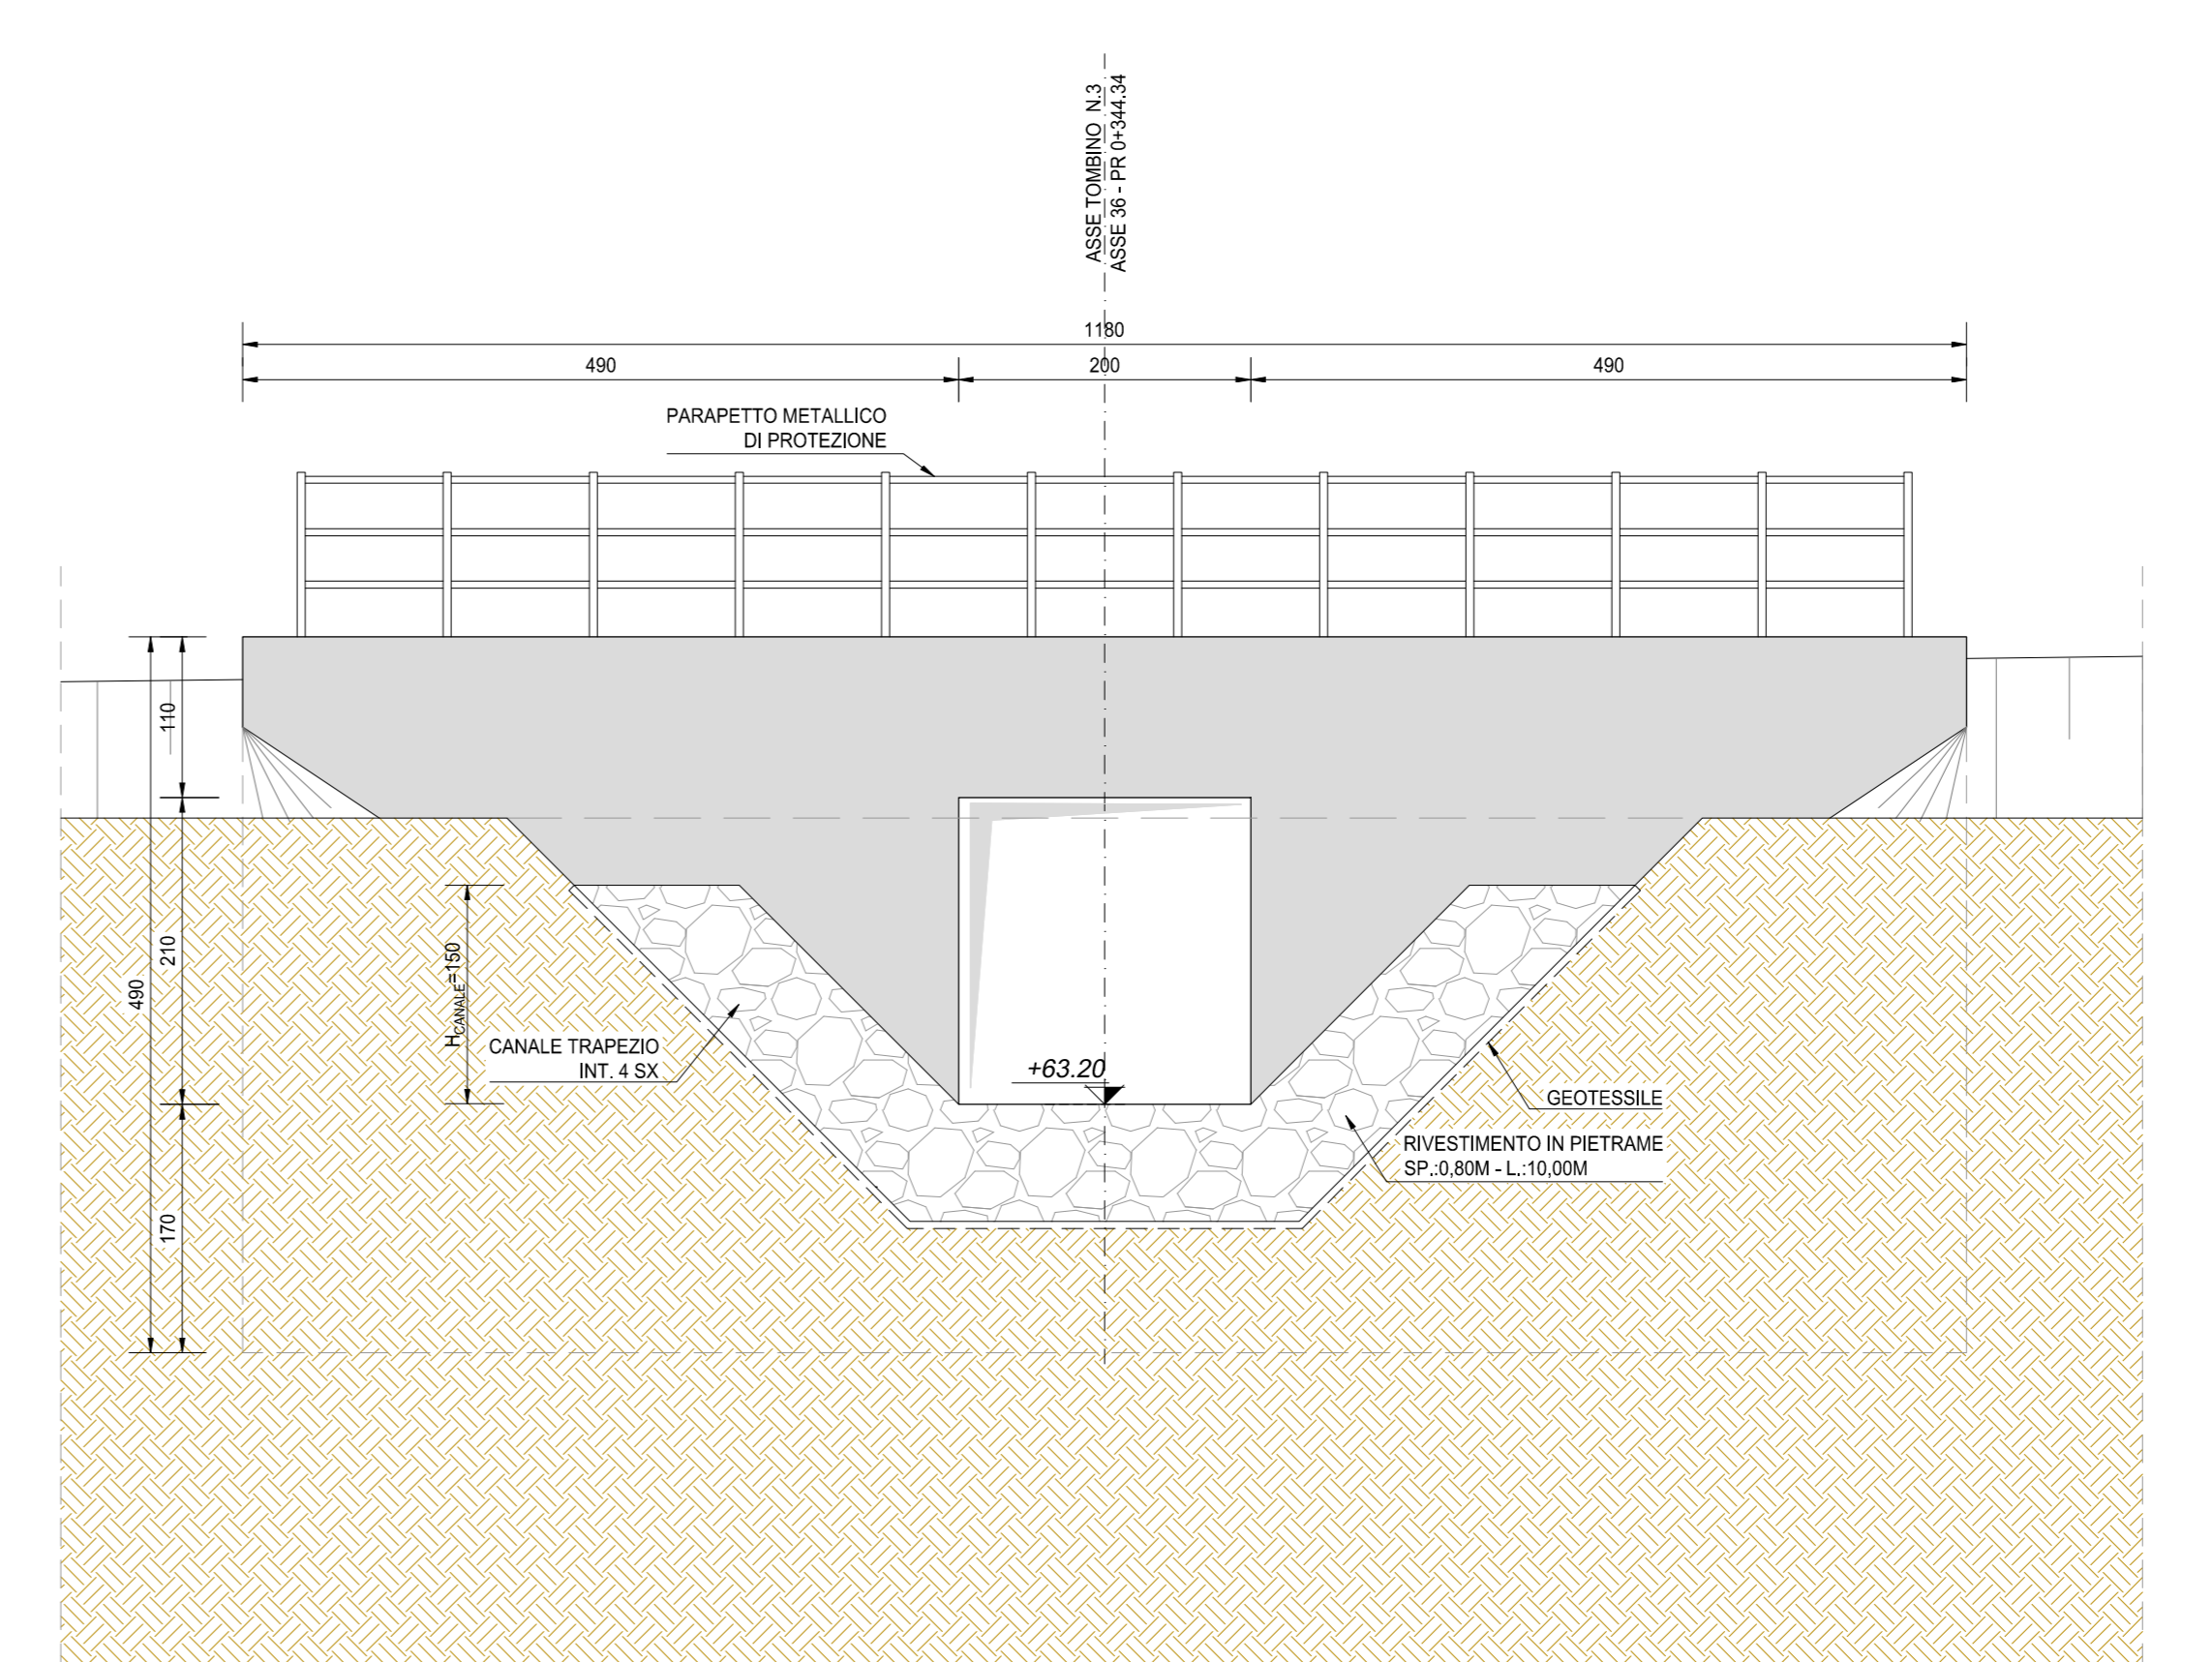 ASSE TOMBINO N.3
ASSE 36 - PR 0+344.34
1180
490
200
490
PARAPETTO METALLICO
DI PROTEZIONE
110
210
490
170
HCANALE=150
CANALE TRAPEZIO
INT. 4 SX
+63.20
GEOTESSILE
RIVESTIMENTO IN PIETRAME
SP.:0,80M - L.:10,00M